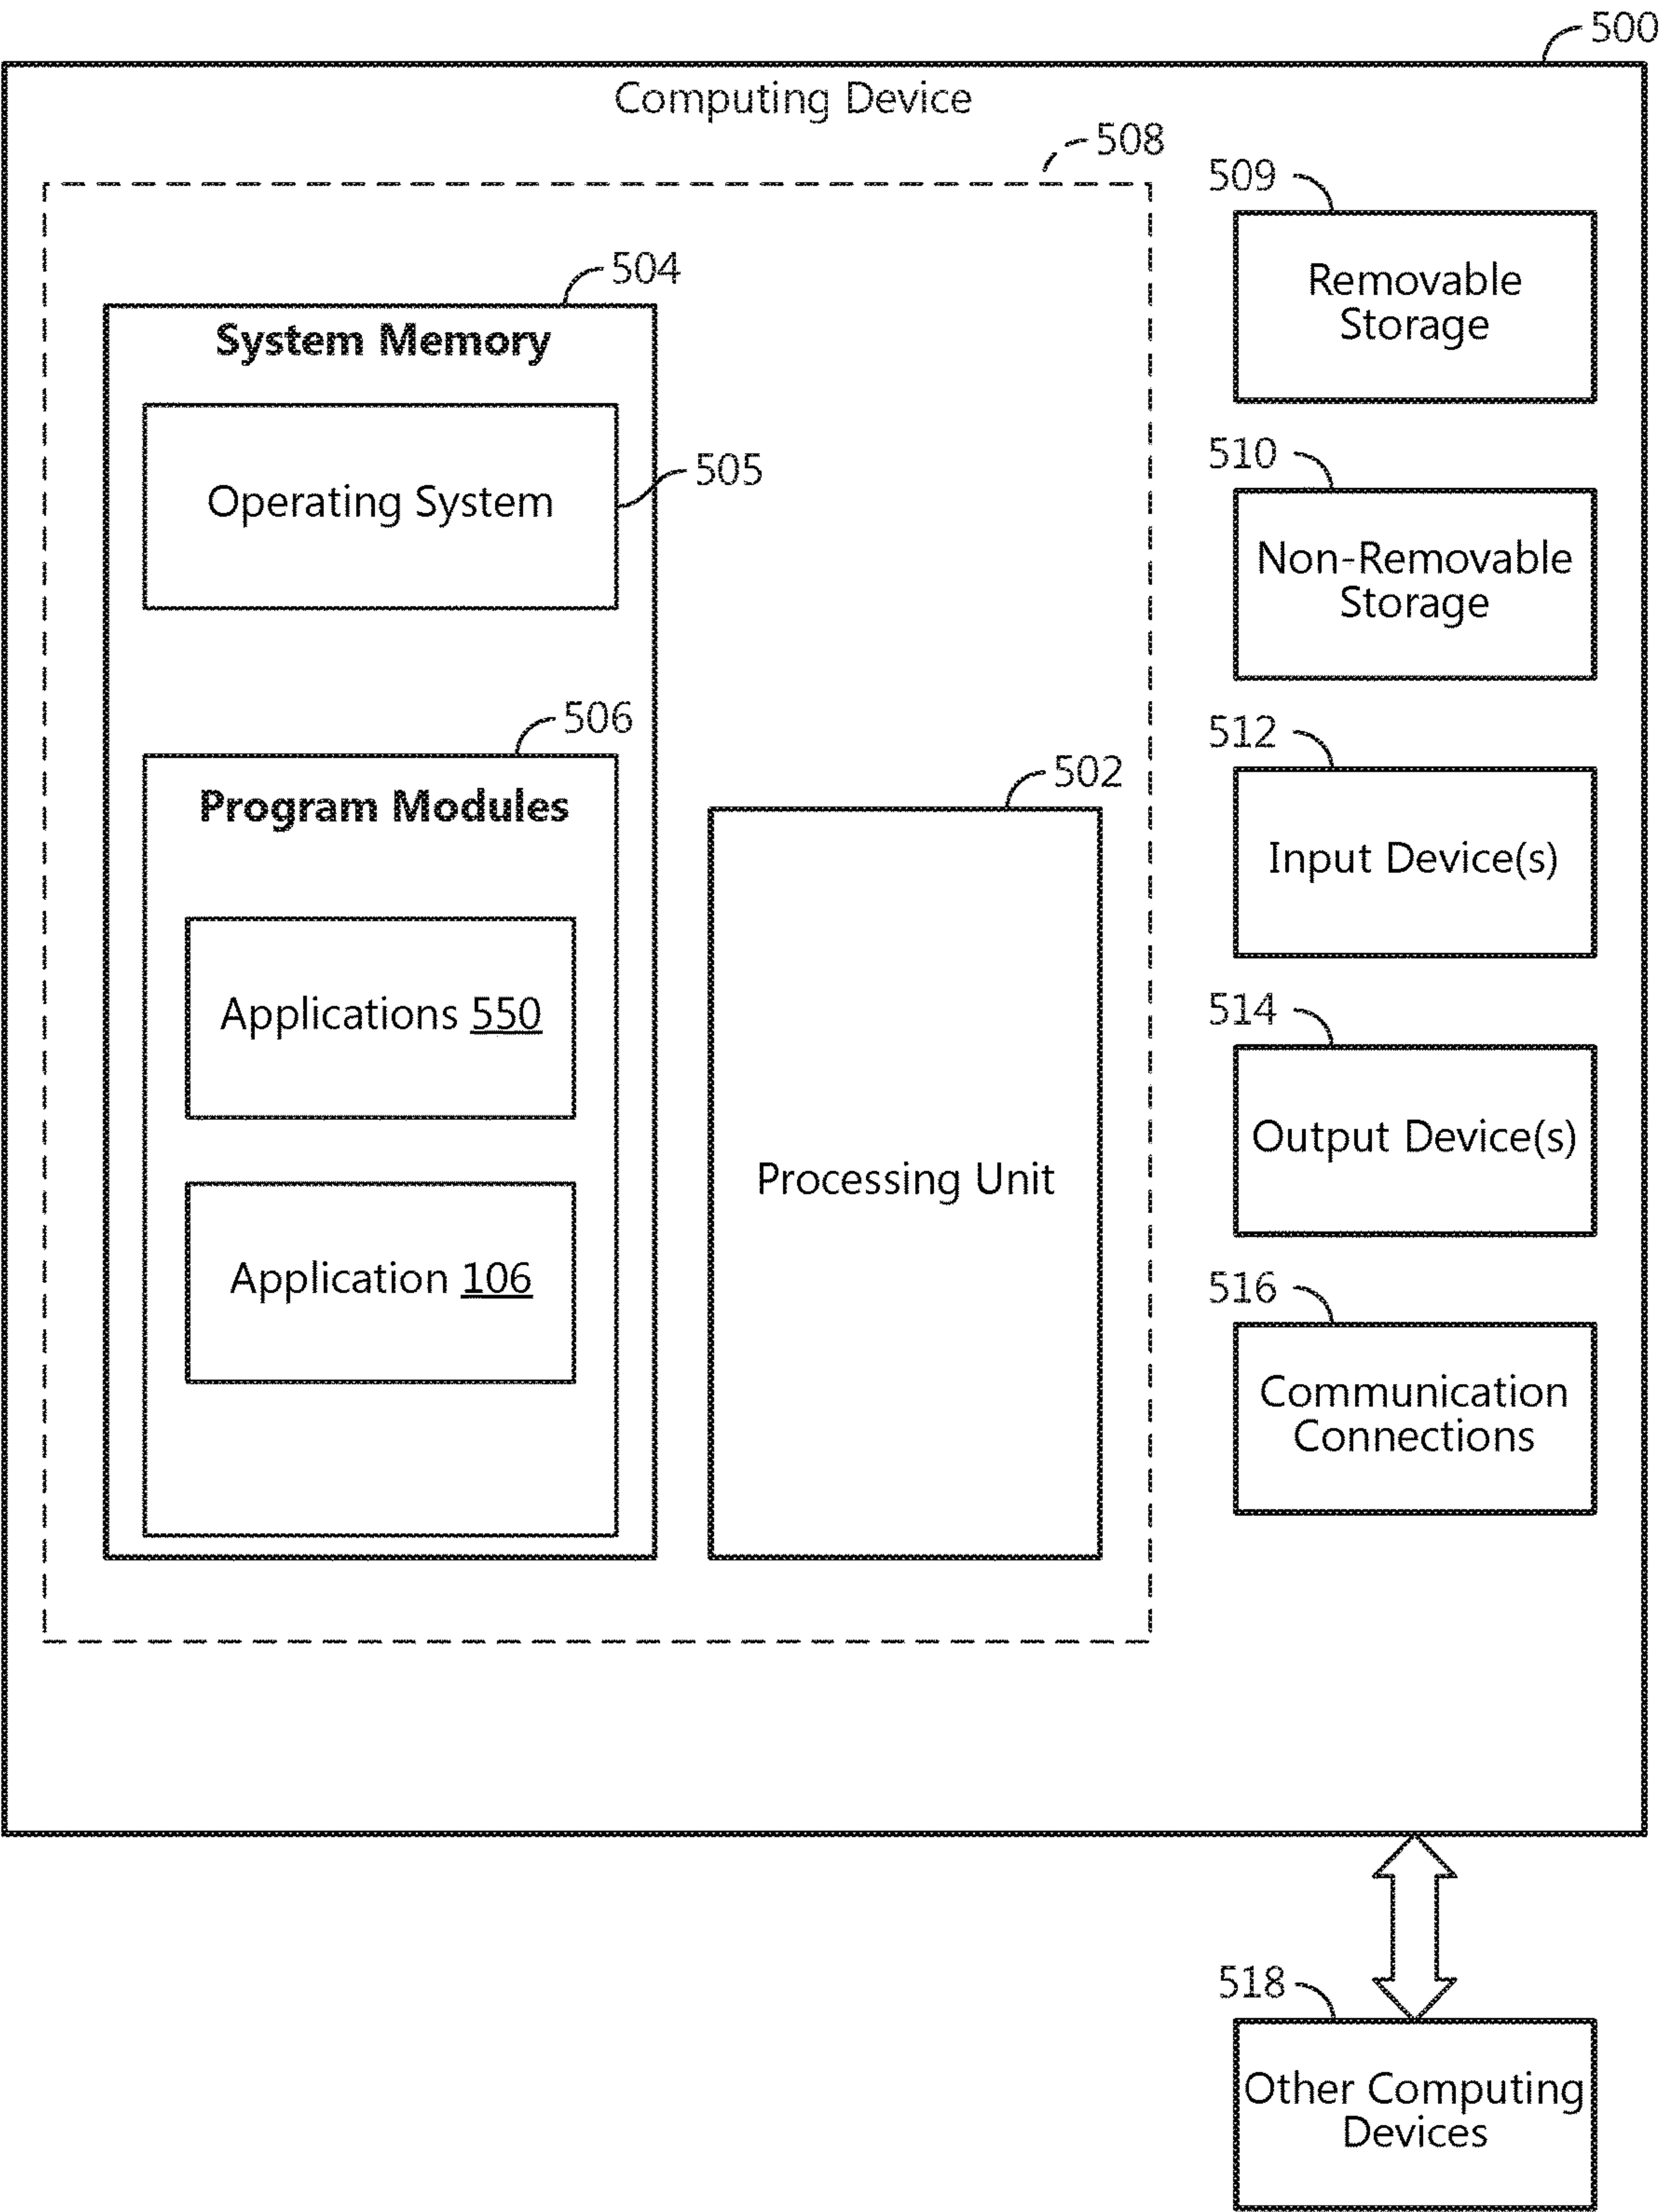 500
Computing Device
508
509
Removable
Storage
504
System Memory
Operating System
505
510
Non-Removable
Storage
506
Program Modules
502
512
Input Device(s)
Applications 550
514
Output Device(s)
Processing Unit
Application 106
516
Communication
Connections
518
Other Computing
Devices